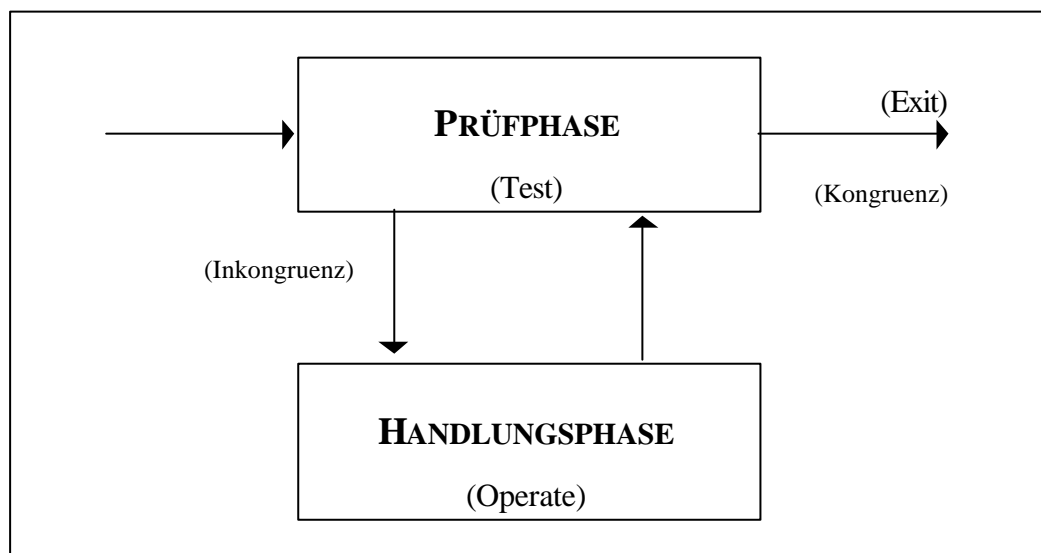 PRÜFPHASE
(Test)
(Exit)
(Kongruenz)
(Inkongruenz)
HANDLUNGSPHASE
(Operate)